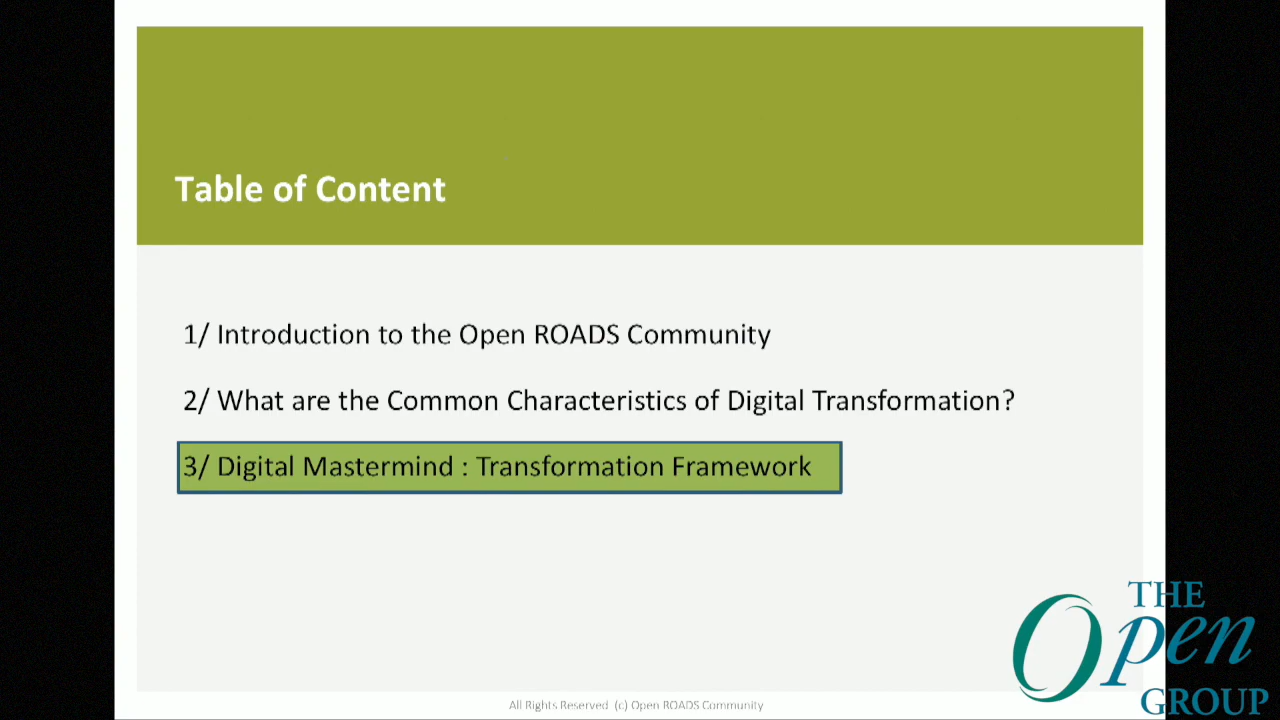 Table of Content
1/ Introduction to the Open ROADS Community
2/ What are the Common Characteristics of Digital Transformation?
3/ Digital Mastermind : Transformation Framework
All Rights Reserved (c) Open ROADS Community
THE
Open
GROUP